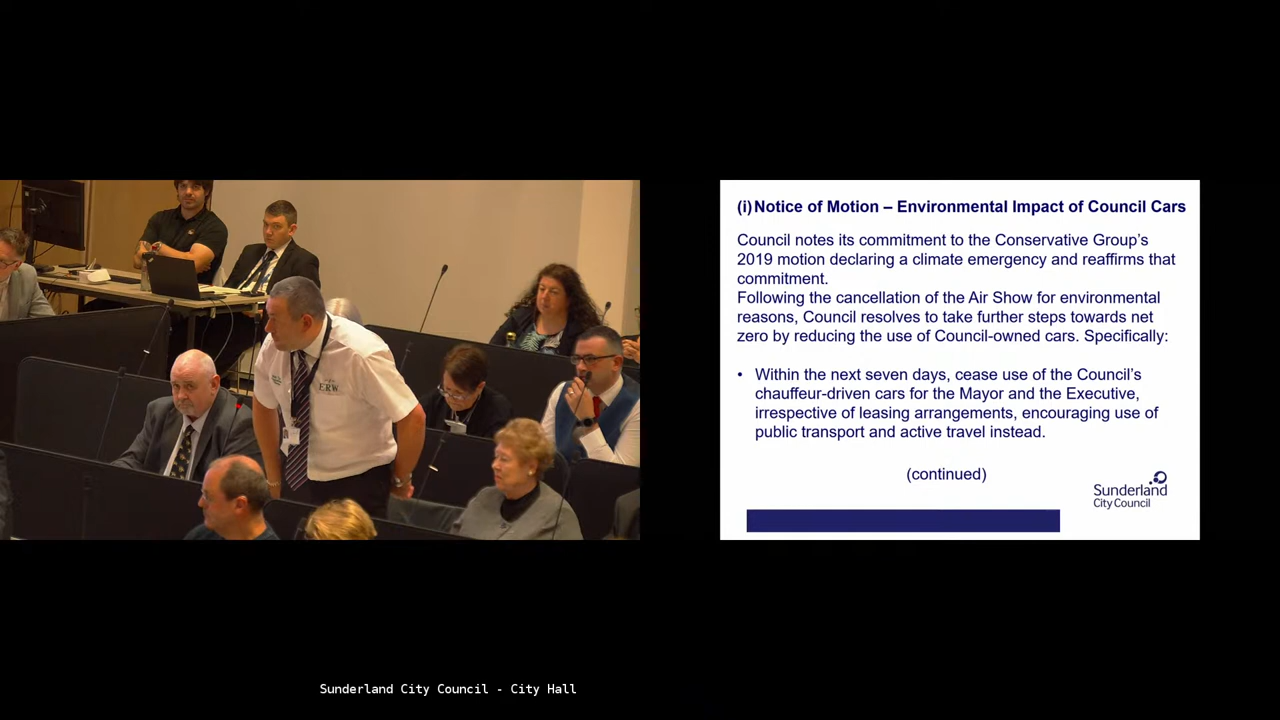 ERW
(i) Notice of Motion – Environmental Impact of Council Cars
Council notes its commitment to the Conservative Group's
2019 motion declaring a climate emergency and reaffirms that
commitment.
Following the cancellation of the Air Show for environmental
reasons, Council resolves to take further steps towards net
zero by reducing the use of Council-owned cars. Specifically:
• Within the next seven days, cease use of the Council's
chauffeur-driven cars for the Mayor and the Executive,
irrespective of leasing arrangements, encouraging use of
public transport and active travel instead.
(continued)
Sunderland
City Council
Sunderland City Council - City Hall